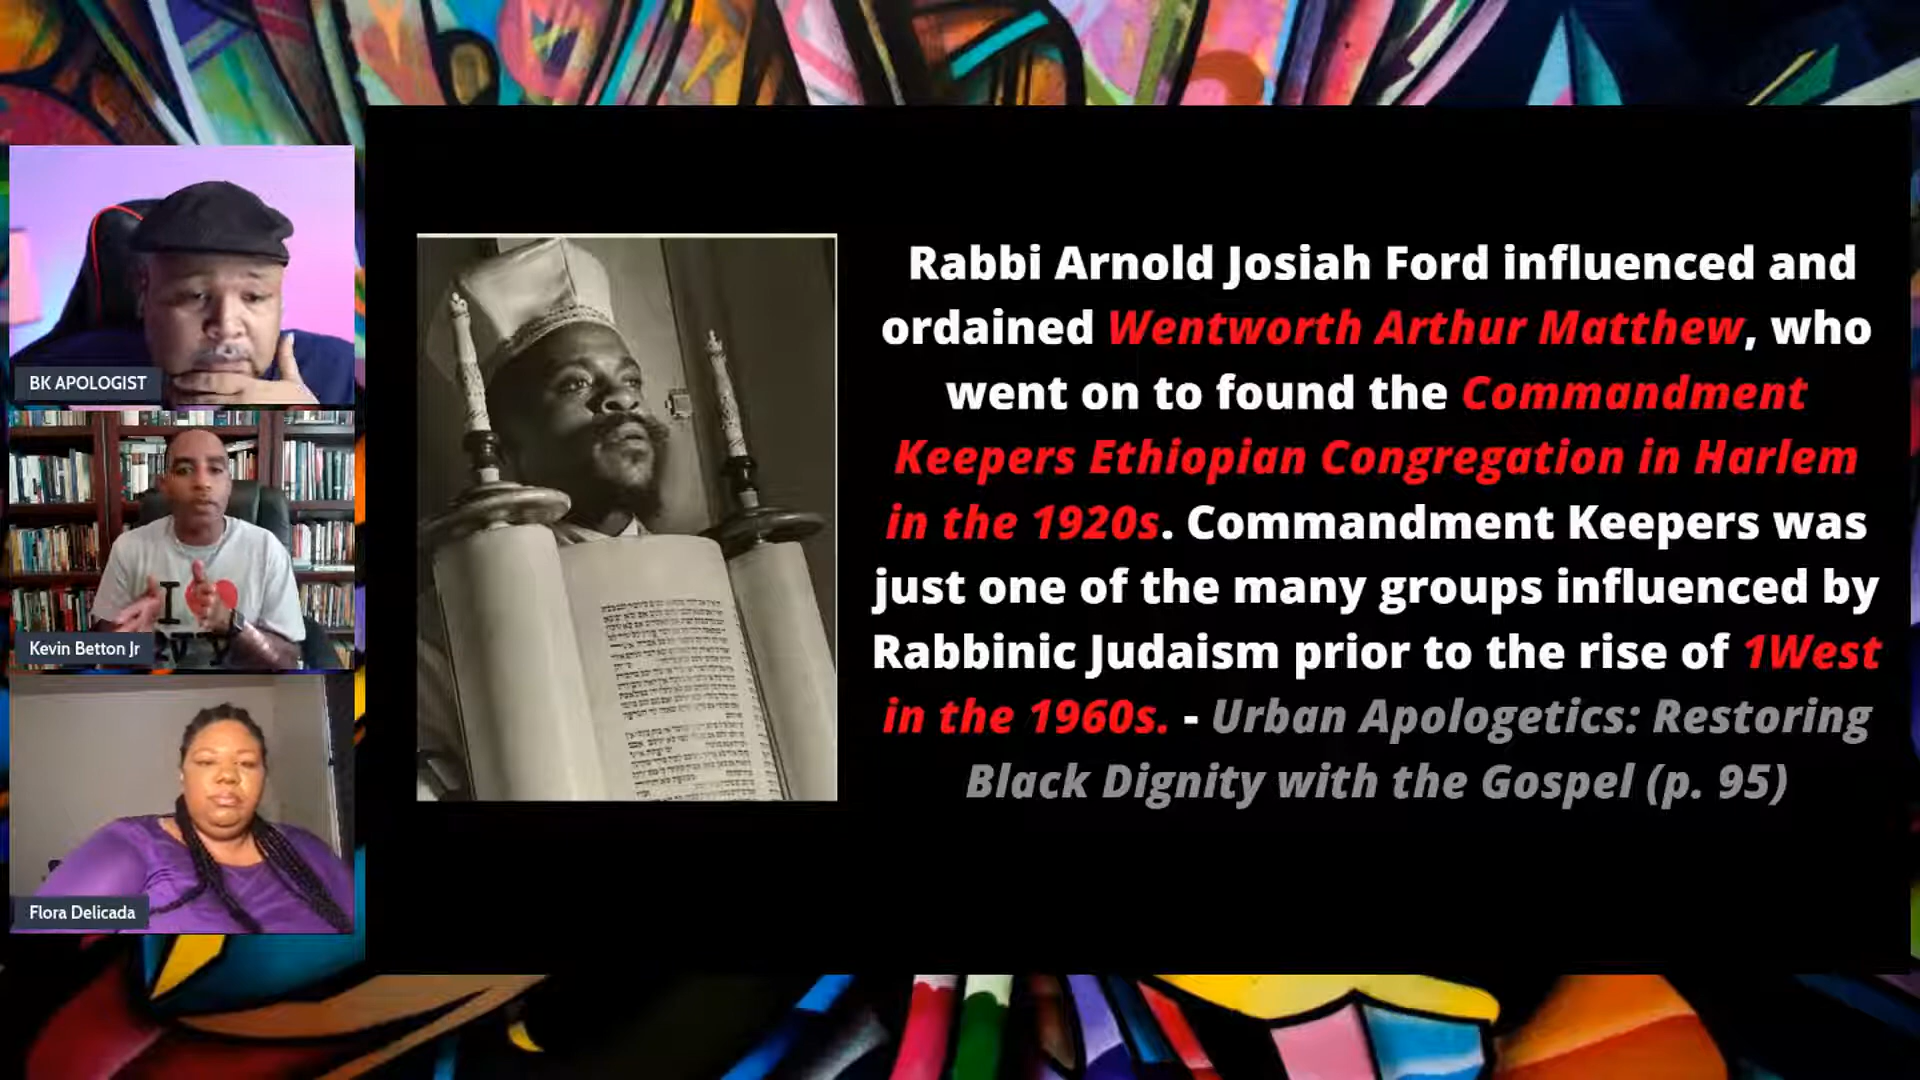 BK APOLOGIST
Kevin Betton Jr
Flora Delicada
Rabbi Arnold Josiah Ford influenced and
ordained Wentworth Arthur Matthew, who
went on to found the Commandment
Keepers Ethiopian Congregation in Harlem
in the 1920s. Commandment Keepers was
just one of the many groups influenced by
Rabbinic Judaism prior to the rise of 1West
in the 1960s. - Urban Apologetics: Restoring
Black Dignity with the Gospel (p. 95)